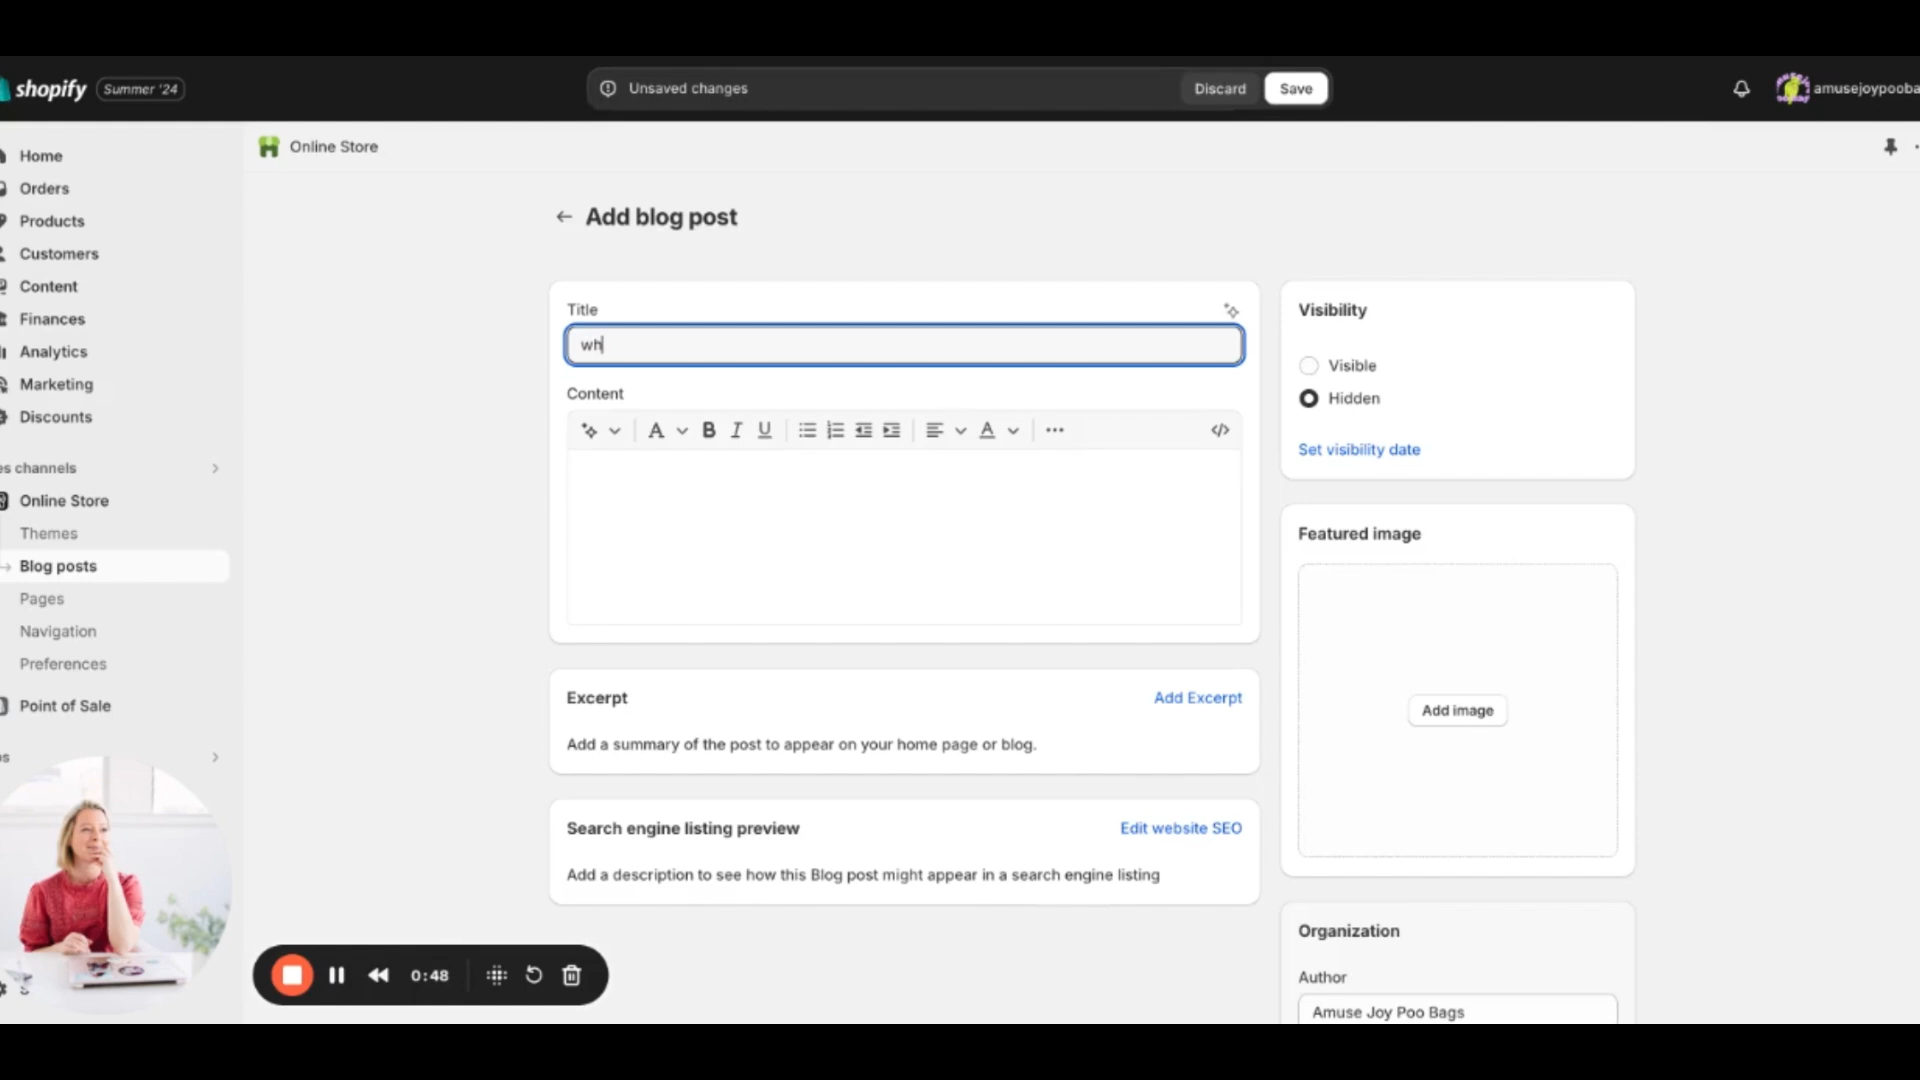 shopify Summer '24
Unsaved changes
Discard
Save
amusejoypooba
Home
Orders
Products
Customers
Content
Finances
Analytics
Marketing
Discounts
es channels
Online Store
Themes
Blog posts
Pages
Navigation
Preferences
Point of Sale
Online Store
Add blog post
Title
wh
Content
A B I U A ••• </>
Excerpt
Add Excerpt
Add a summary of the post to appear on your home page or blog.
Search engine listing preview
Edit website SEO
Add a description to see how this Blog post might appear in a search engine listing
Visibility
Visible
Hidden
Set visibility date
Featured image
Add image
Organization
Author
Amuse Joy Poo Bags
0:48